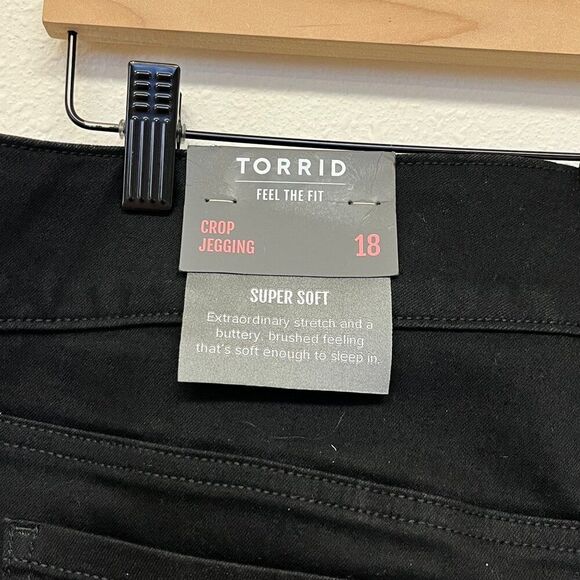 TORRID
FEEL THE FIT
CROP
JEGGING
18
SUPER SOFT
Extraordinary stretch and a
buttery, brushed feeling
that's soft enough to sleep in.